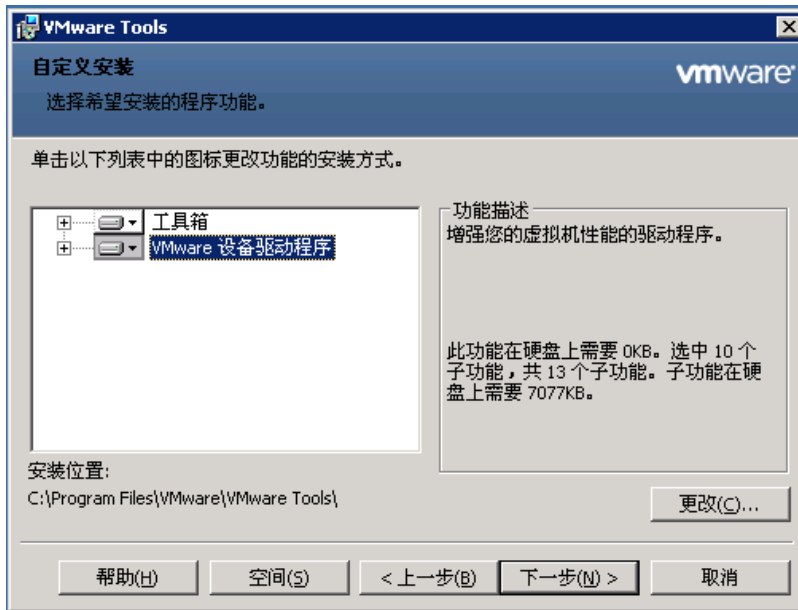 VMware Tools
自定义安装
vmware
选择希望安装的程序功能。
单击以下列表中的图标更改功能的安装方式。
工具箱
VMware 设备驱动程序
功能描述
增强您的虚拟机性能的驱动程序。
此功能在硬盘上需要 0KB。选中 10 个
子功能，共 13 个子功能。子功能在硬
盘上需要 7077KB。
安装位置:
C:\Program Files\VMware\VMware Tools\
更改(C)...
帮助(H)
空间(S)
< 上一步(B)
下一步(N) >
取消